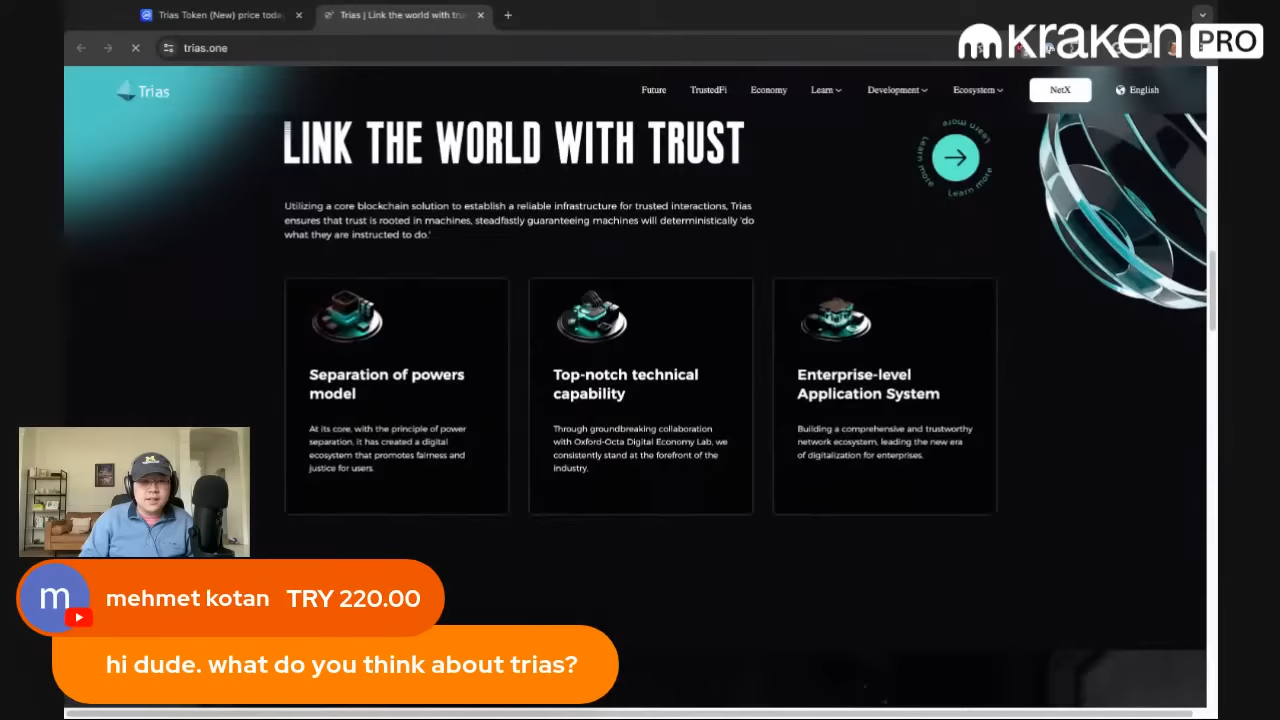 Trias Token (New) price toda
Trias | Link the world with tru
trias.one
kraken PRO
Trias
Future
TrustedFi
Economy
Learn
Development
Ecosystem
NetX
English
LINK THE WORLD WITH TRUST
Learn more Learn more Learn more
Utilizing a core blockchain solution to establish a reliable infrastructure for trusted interactions, Trias
ensures that trust is rooted in machines, steadfastly guaranteeing machines will deterministically 'do
what they are instructed to do.'
Separation of powers
model
At its core, with the principle of power
separation, it has created a digital
ecosystem that promotes fairness and
justice for users.
Top-notch technical
capability
Through groundbreaking collaboration
with Oxford-Octa Digital Economy Lab, we
consistently stand at the forefront of the
industry.
Enterprise-level
Application System
Building a comprehensive and trustworthy
network ecosystem, leading the new era
of digitalization for enterprises.
m
mehmet kotan TRY 220.00
hi dude. what do you think about trias?